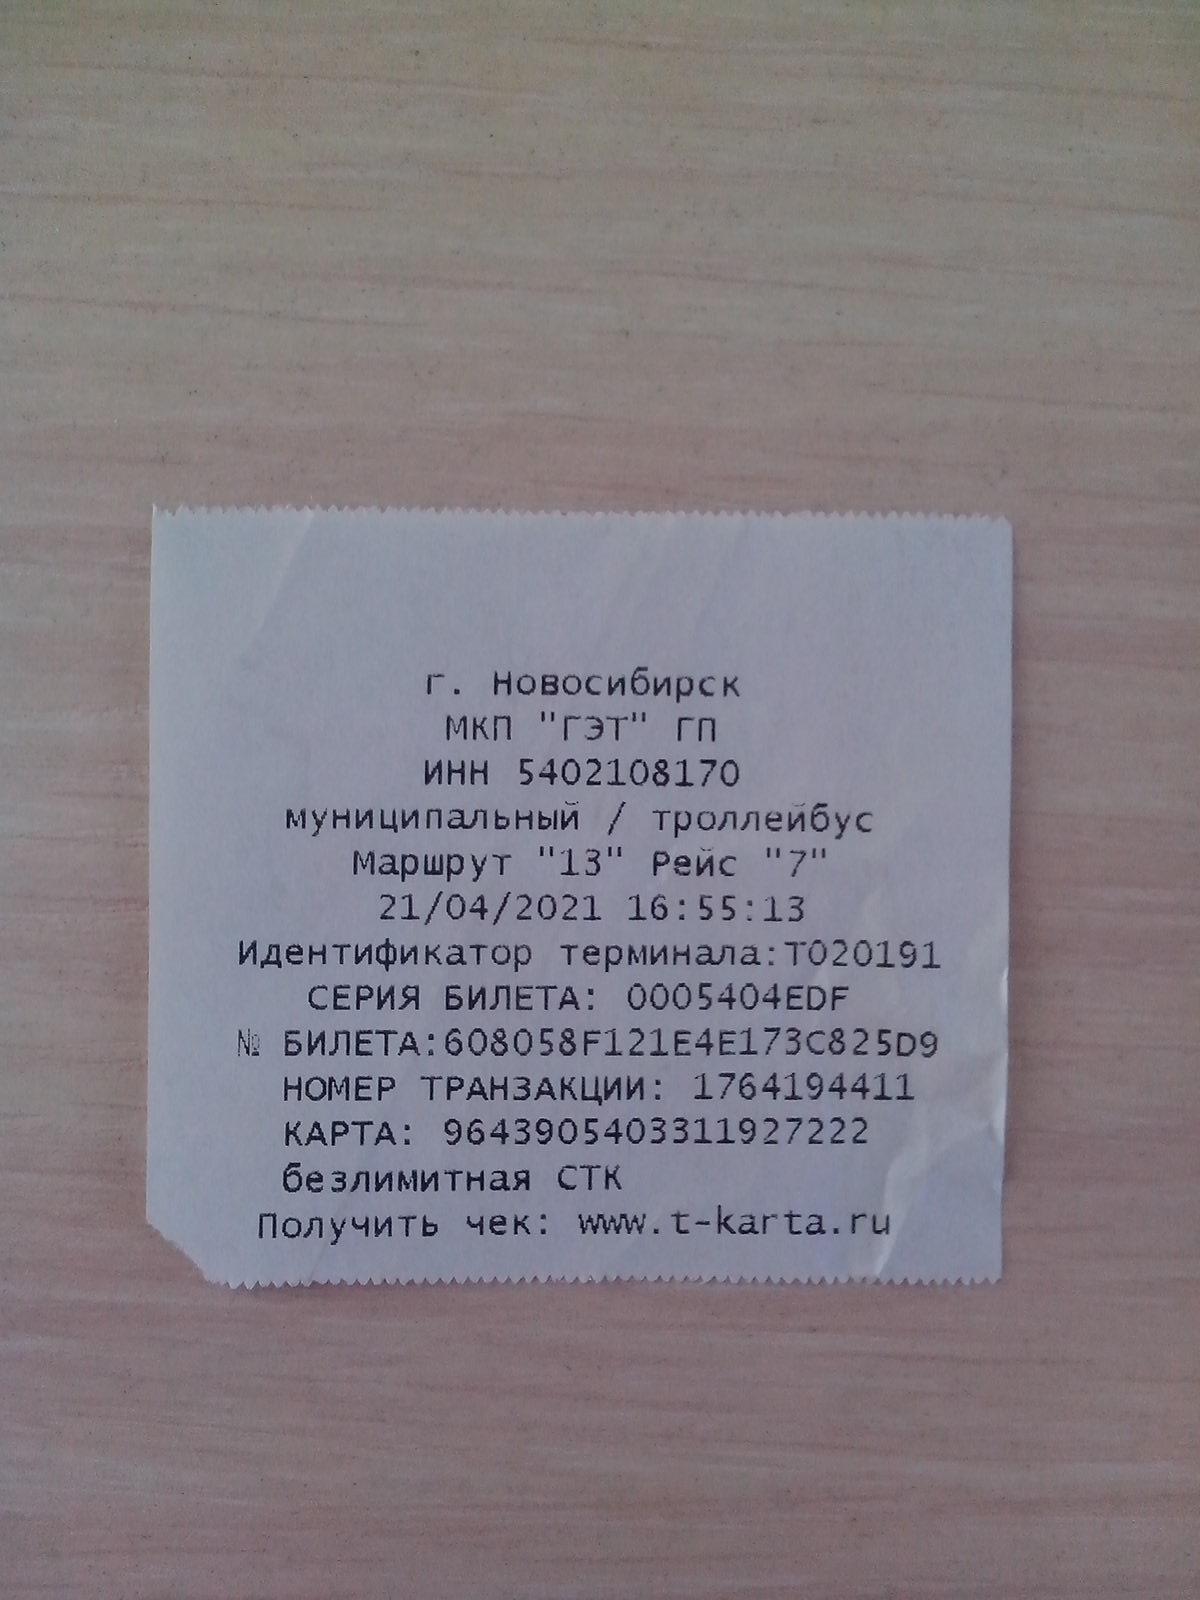 г. Новосибирск
МКП "ГЭТ" ГП
ИНН 5402108170
муниципальный / троллейбус
Маршрут "13" Рейс "7"
21/04/2021 16:55:13
Идентификатор терминала:T020191
СЕРИЯ БИЛЕТА: 0005404EDF
№ БИЛЕТА:608058F121E4E173C825D9
НОМЕР ТРАНЗАКЦИИ: 1764194411
КАРТА: 9643905403311927222
безлимитная СТК
Получить чек: www.t-karta.ru